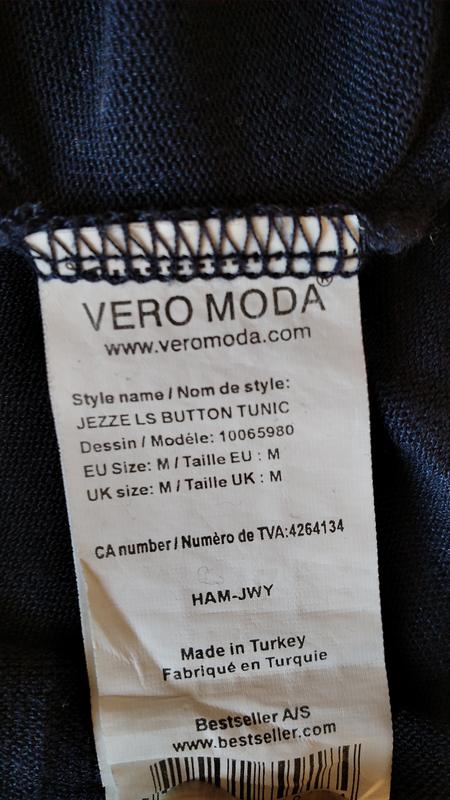 VERO MODA®
www.veromoda.com
Style name / Nom de style:
JEZZE LS BUTTON TUNIC
Dessin / Modéle: 10065980
EU Size: M / Taille EU : M
UK size: M / Taille UK : M
CA number / Numèro de TVA:4264134
HAM-JWY
Made in Turkey
Fabriqué en Turquie
Bestseller A/S
www.bestseller.com